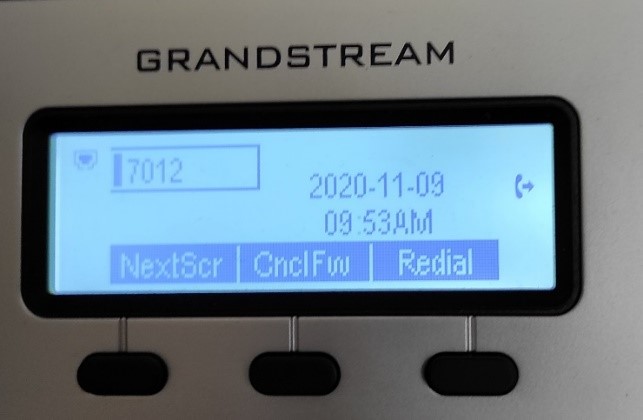 GRANDSTREAM
7012
2020-11-09
09:53AM
NextScr CnclFw Redial